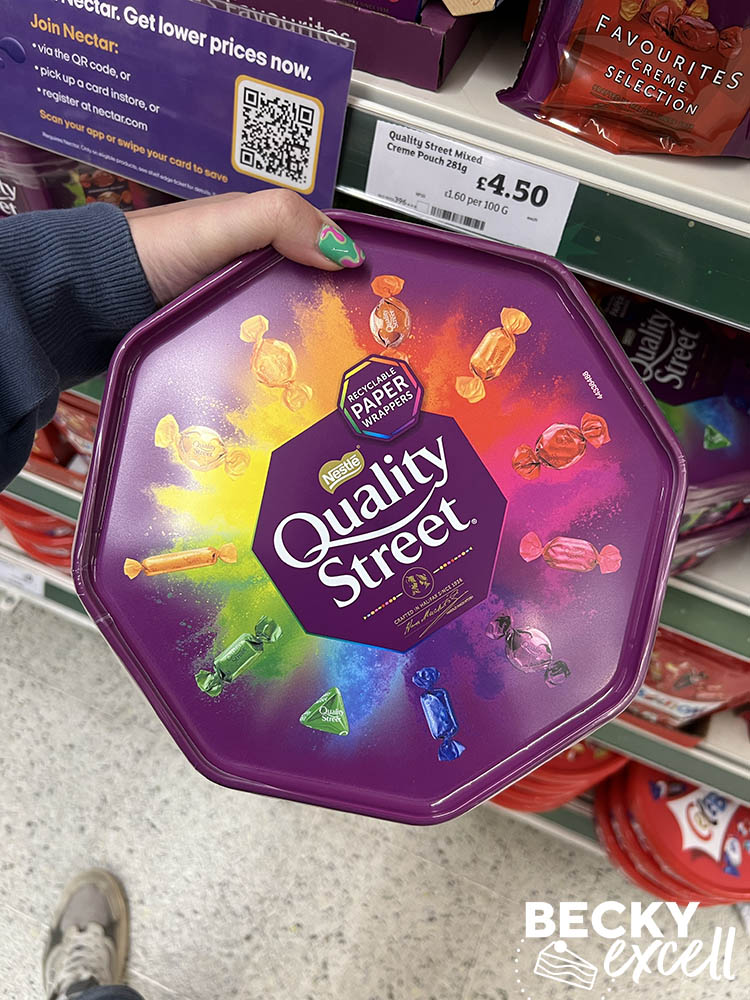 Nectar. Get lower prices now.
Join Nectar:
• via the QR code, or
• pick up a card instore, or
• register at nectar.com
Scan your app or swipe your card to save
Favourites
FAVOURITES
CREME
SELECTION
Quality Street Mixed
Creme Pouch 281g
£4.50
£1.60 per 100 G
each
Quality
Street
RECYCLABLE
PAPER
WRAPPERS
Nestlé
Quality
Street®
CRAFTED IN HALIFAX SINCE 1936
Quality
Street
BECKY
excell